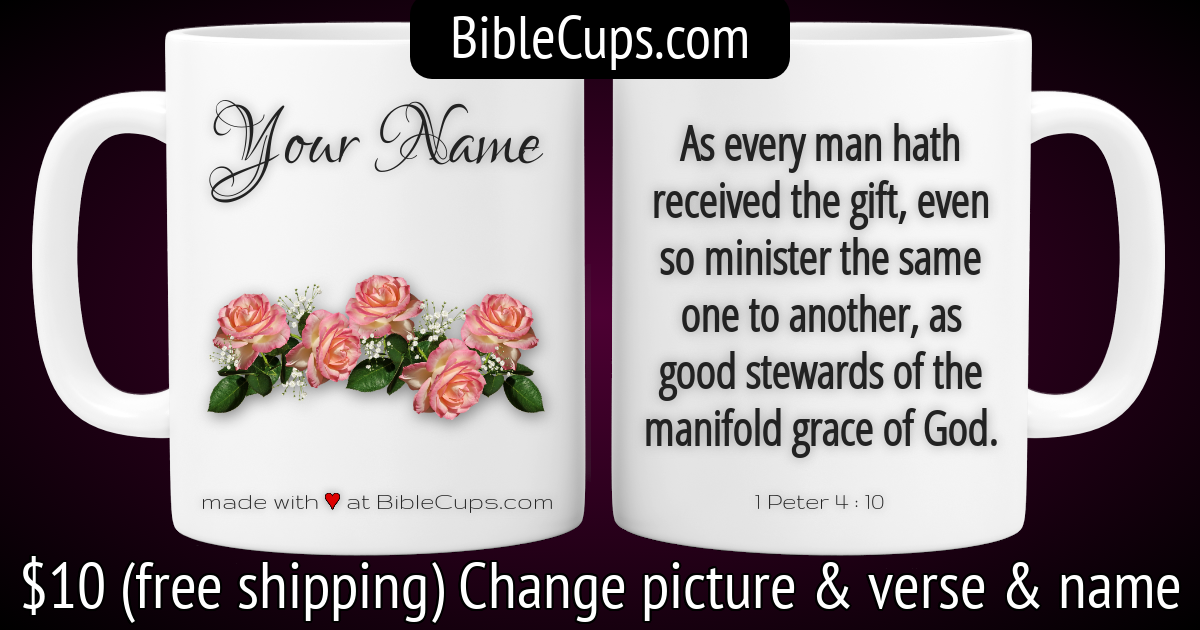 BibleCups.com
Your Name
made with ♥ at BibleCups.com
As every man hath
received the gift, even
so minister the same
one to another, as
good stewards of the
manifold grace of God.
1 Peter 4 : 10
$10 (free shipping) Change picture & verse & name